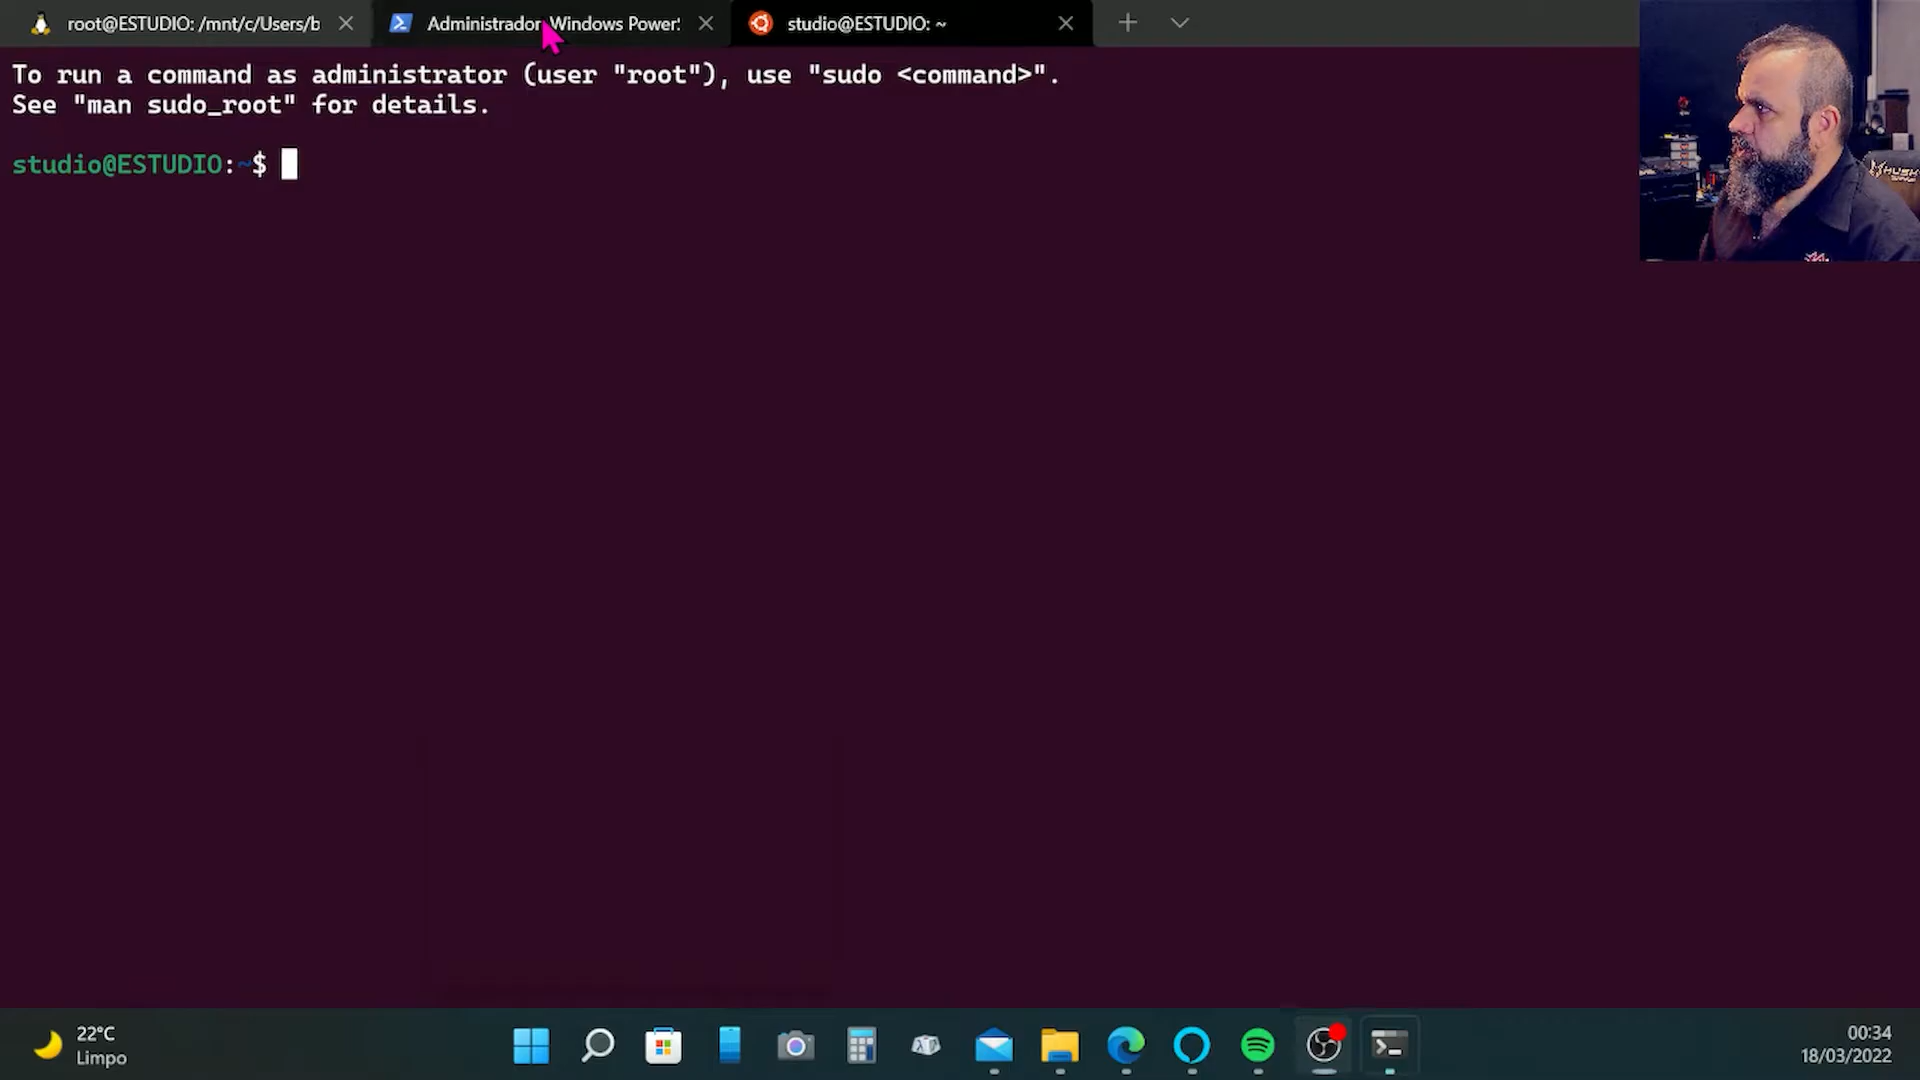 root@ESTUDIO: /mnt/c/Users/b
Administrador: Windows Power!
studio@ESTUDIO: ~
To run a command as administrator (user "root"), use "sudo <command>".
See "man sudo_root" for details.
studio@ESTUDIO:~$
22°C
Limpo
00:34
18/03/2022